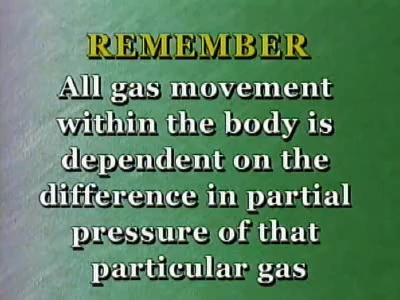 REMEMBER
All gas movement
within the body is
dependent on the
difference in partial
pressure of that
particular gas